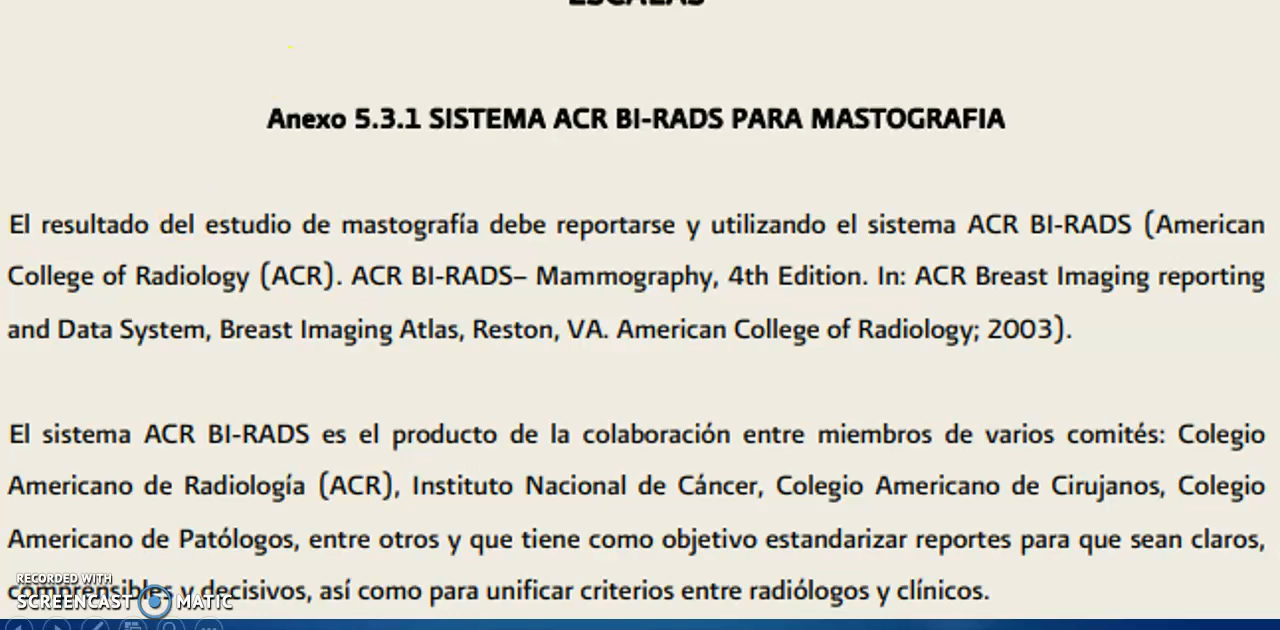 ESCALAS
Anexo 5.3.1 SISTEMA ACR BI-RADS PARA MASTOGRAFIA
El resultado del estudio de mastografía debe reportarse y utilizando el sistema ACR BI-RADS (American
College of Radiology (ACR). ACR BI-RADS– Mammography, 4th Edition. In: ACR Breast Imaging reporting
and Data System, Breast Imaging Atlas, Reston, VA. American College of Radiology; 2003).
El sistema ACR BI-RADS es el producto de la colaboración entre miembros de varios comités: Colegio
Americano de Radiología (ACR), Instituto Nacional de Cáncer, Colegio Americano de Cirujanos, Colegio
Americano de Patólogos, entre otros y que tiene como objetivo estandarizar reportes para que sean claros,
comprensibles y decisivos, así como para unificar criterios entre radiólogos y clínicos.
RECORDED WITH
SCREENCAST MATIC